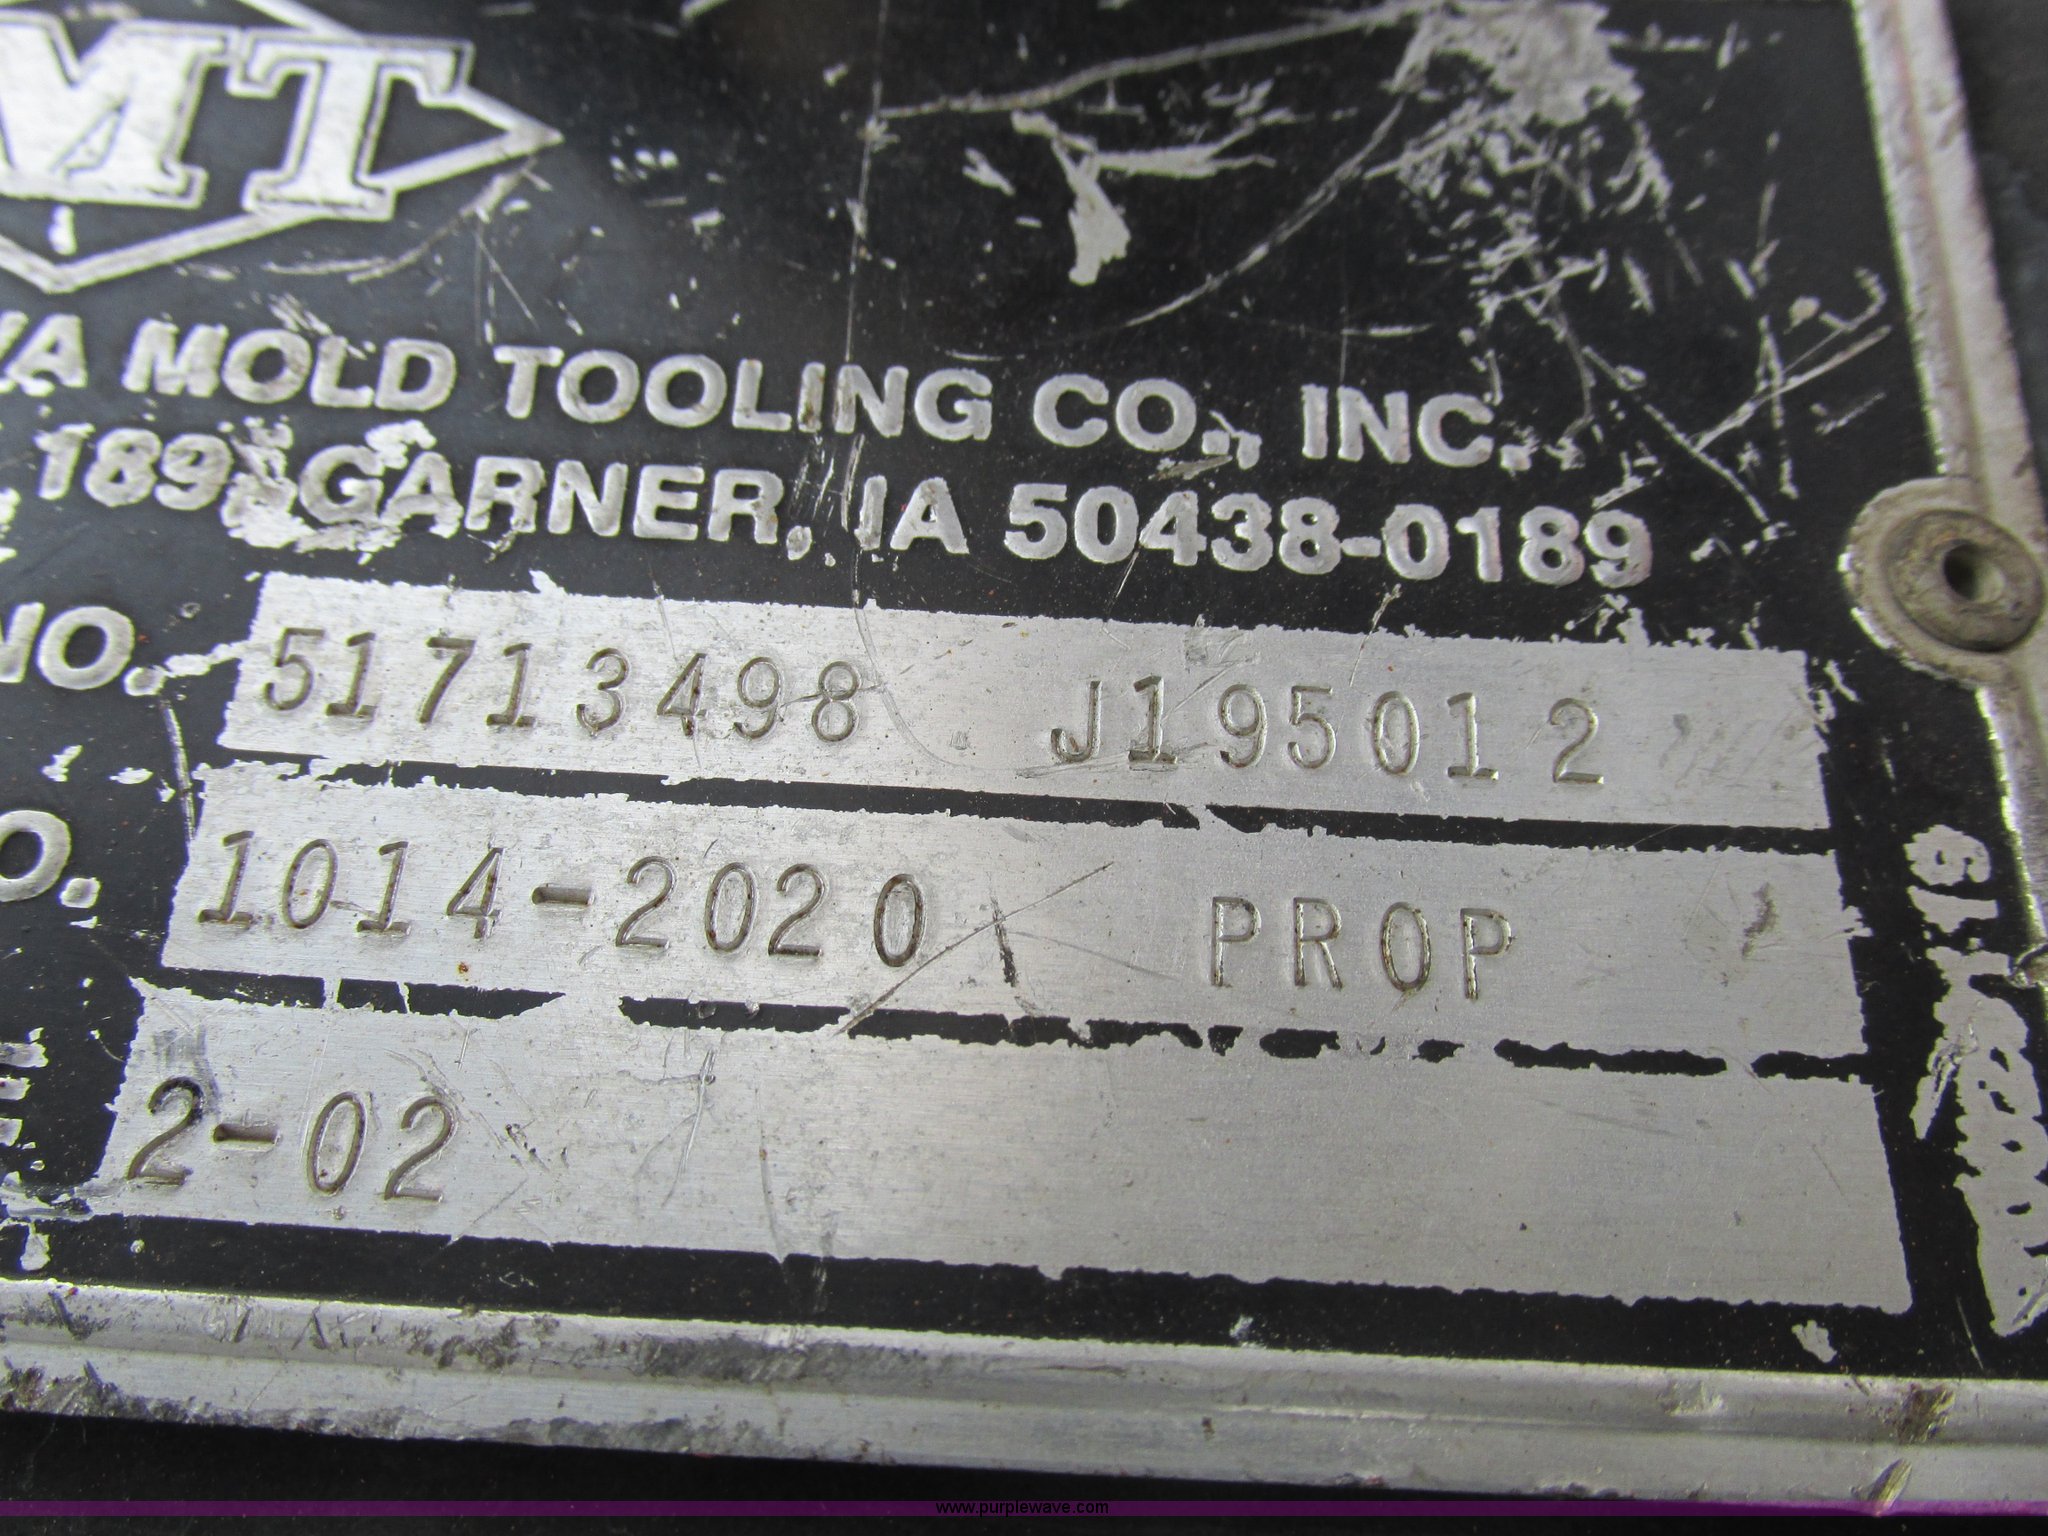 MT
WA MOLD TOOLING CO., INC.
189, GARNER, IA 50438-0189
NO. 51713498 J195012
O. 1014-2020 PROP
2-02
www.purplewave.com